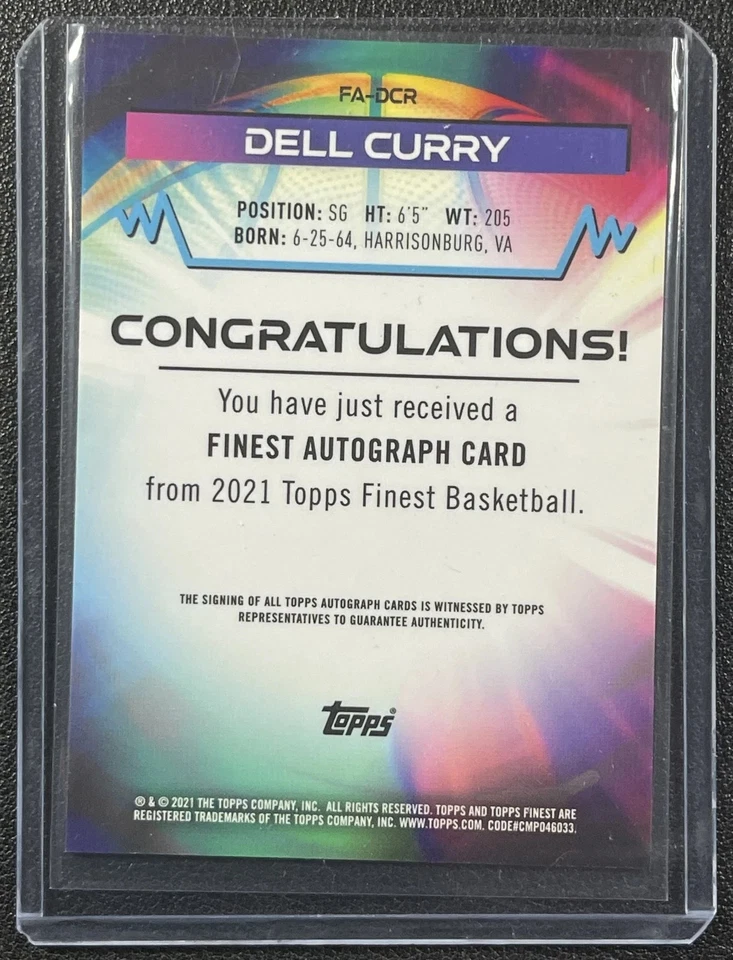 FA-DCR
DELL CURRY
POSITION: SG HT: 6'5" WT: 205
BORN: 6-25-64, HARRISONBURG, VA
CONGRATULATIONS!
You have just received a
FINEST AUTOGRAPH CARD
from 2021 Topps Finest Basketball.
THE SIGNING OF ALL TOPPS AUTOGRAPH CARDS IS WITNESSED BY TOPPS
REPRESENTATIVES TO GUARANTEE AUTHENTICITY.
Topps®
® & © 2021 THE TOPPS COMPANY, INC. ALL RIGHTS RESERVED. TOPPS AND TOPPS FINEST ARE
REGISTERED TRADEMARKS OF THE TOPPS COMPANY, INC. WWW.TOPPS.COM. CODE#CMP046033.